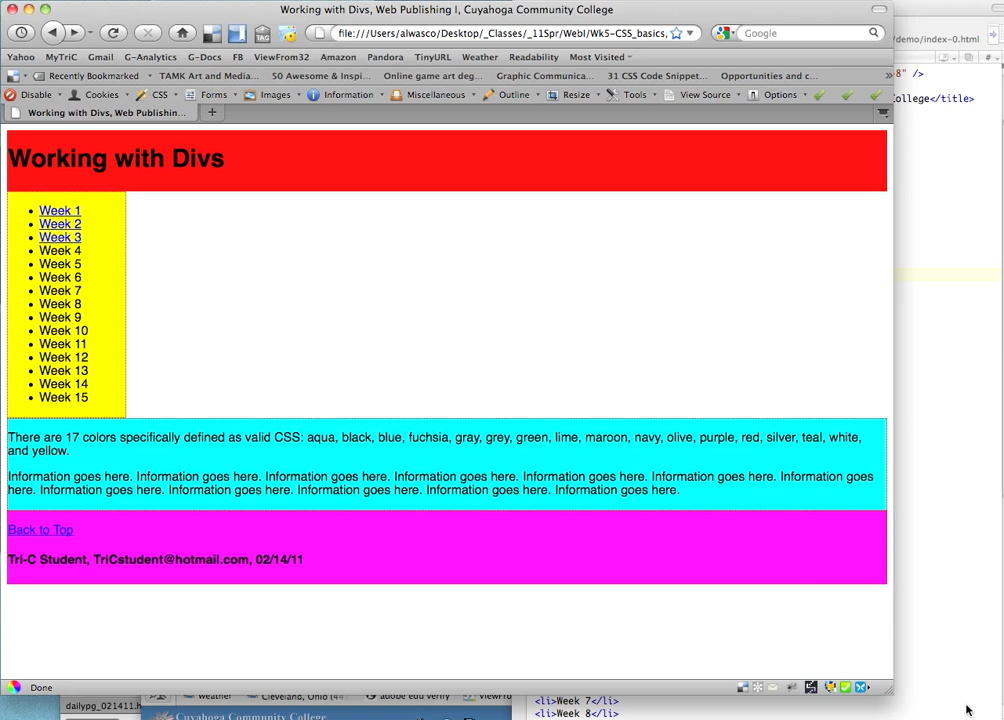 Working with Divs, Web Publishing I, Cuyahoga Community College
file:///Users/alwasco/Desktop/_Classes/_11Spr/WebI/Wk5-CSS_basics,
Google
/demo/index-0.html
Yahoo MyTriC Gmail G-Analytics G-Docs FB ViewFrom32 Amazon Pandora TinyURL Weather Readability Most Visited
Recently Bookmarked TAMK Art and Media... 50 Awesome & Inspi... Online game art deg... Graphic Communica... 31 CSS Code Snippet... Opportunities and c... »
8" />
Disable Cookies CSS Forms Images Information Miscellaneous Outline Resize Tools View Source Options
College</title>
Working with Divs, Web Publishin...
Working with Divs
• Week 1
• Week 2
• Week 3
• Week 4
• Week 5
• Week 6
• Week 7
• Week 8
• Week 9
• Week 10
• Week 11
• Week 12
• Week 13
• Week 14
• Week 15
There are 17 colors specifically defined as valid CSS: aqua, black, blue, fuchsia, gray, grey, green, lime, maroon, navy, olive, purple, red, silver, teal, white,
and yellow.
Information goes here. Information goes here. Information goes here. Information goes here. Information goes here. Information goes here. Information goes
here. Information goes here. Information goes here. Information goes here. Information goes here. Information goes here.
Back to Top
Tri-C Student, TriCstudent@hotmail.com, 02/14/11
Done
Weather Cleveland, Ohio (44 adobe edu verify ViewFro
dailypg_021411.h
Cuyahoga Community College
<li>Week 7</li>
<li>Week 8</li>